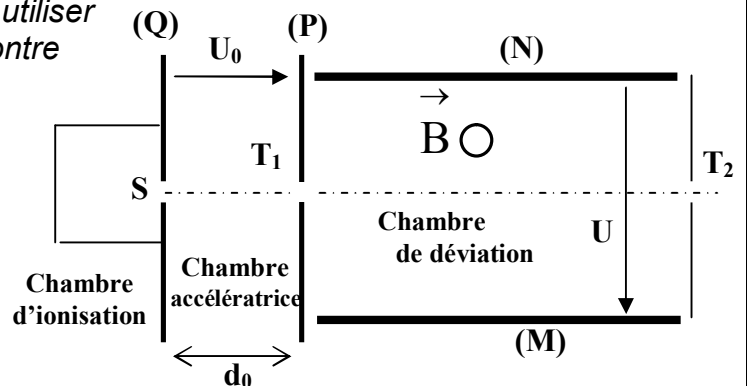 utiliser
ontre
(Q)
(P)
(N)
U₀
→
B
T₁
T₂
S
Chambre
de déviation
U
Chambre
d'ionisation
Chambre
accélératrice
(M)
d₀